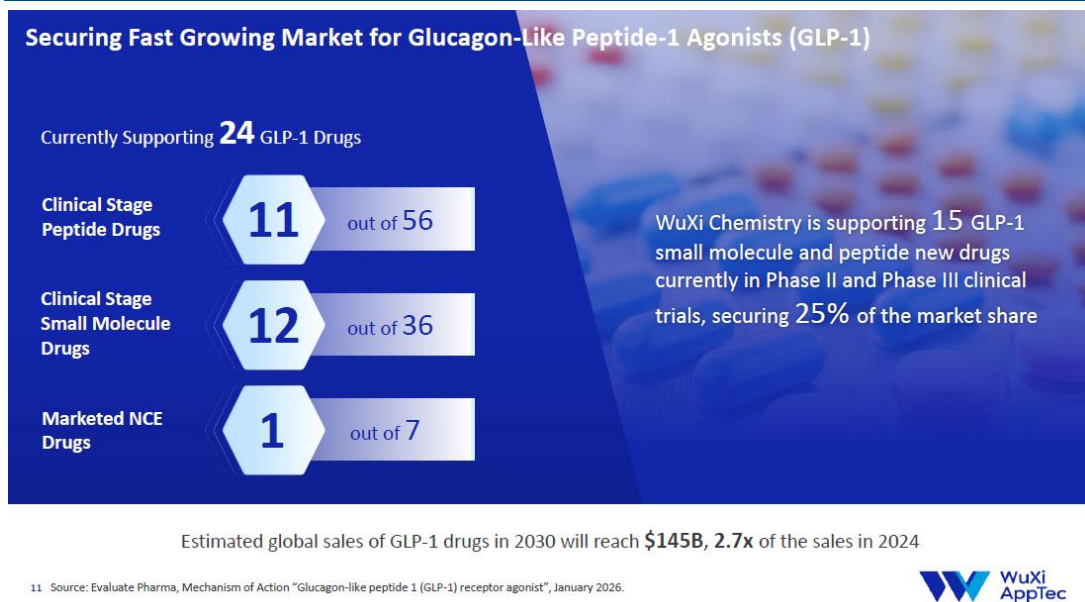 Securing Fast Growing Market for Glucagon-Like Peptide-1 Agonists (GLP-1)
Currently Supporting 24 GLP-1 Drugs
Clinical Stage
Peptide Drugs
11
out of 56
Clinical Stage
Small Molecule
Drugs
12
out of 36
Marketed NCE
Drugs
1
out of 7
WuXi Chemistry is supporting 15 GLP-1
small molecule and peptide new drugs
currently in Phase II and Phase III clinical
trials, securing 25% of the market share
Estimated global sales of GLP-1 drugs in 2030 will reach $145B, 2.7x of the sales in 2024
11 Source: Evaluate Pharma, Mechanism of Action “Glucagon-like peptide 1 (GLP-1) receptor agonist”, January 2026.
WuXi
AppTec